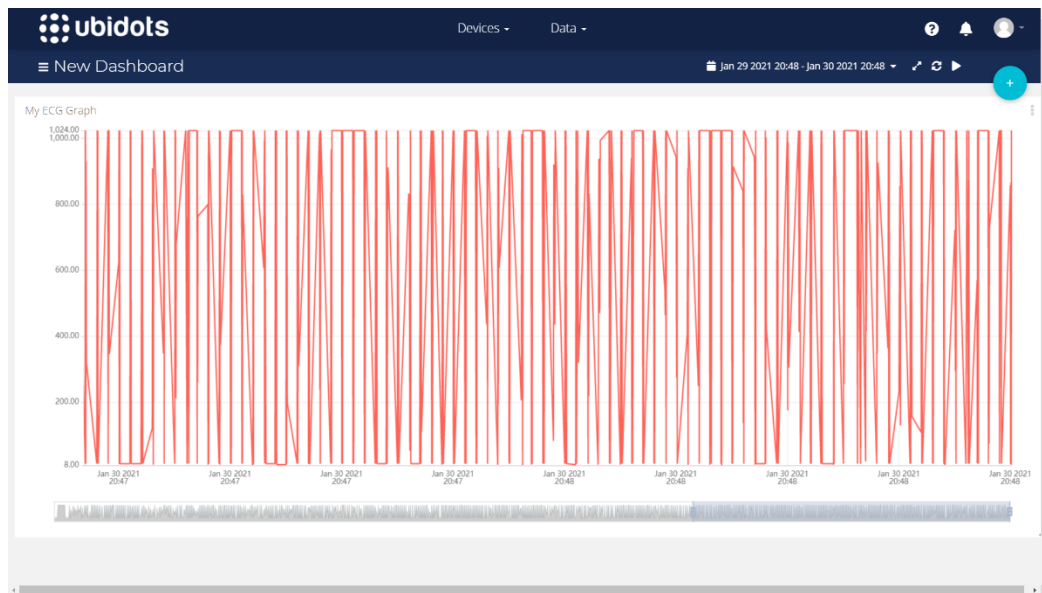 ubidots
Devices
Data
New Dashboard
Jan 29 2021 20:48 - Jan 30 2021 20:48
+
My ECG Graph
1,024.00
1,000.00
800.00
600.00
400.00
200.00
8.00
Jan 30 2021 Jan 30 2021 Jan 30 2021 Jan 30 2021 Jan 30 2021 Jan 30 2021 Jan 30 2021 Jan 30 2021 Jan 30 2021
20:47 20:47 20:47 20:47 20:48 20:48 20:48 20:48 20:48